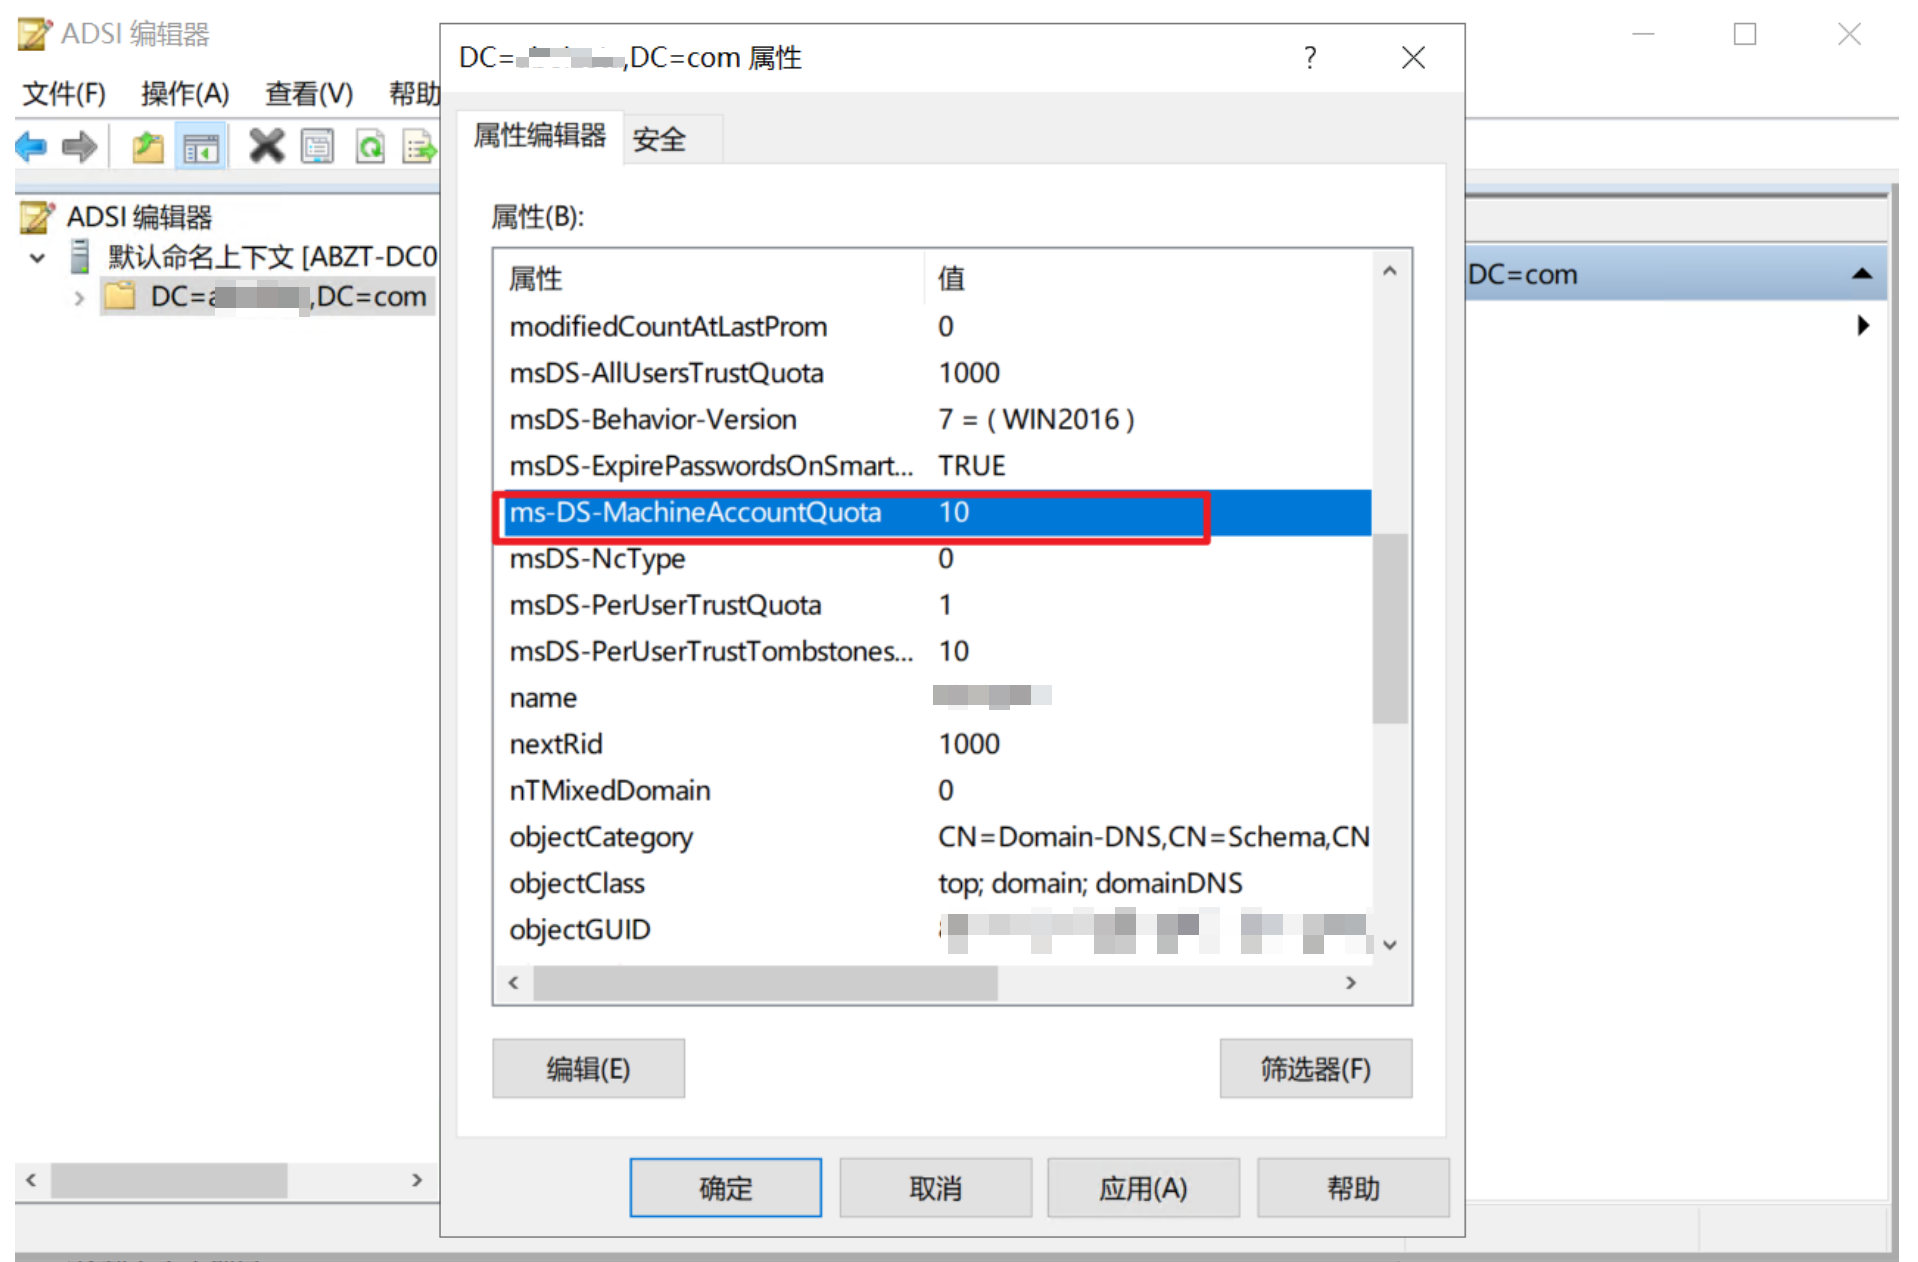 ADSI 编辑器
文件(F) 操作(A) 查看(V) 帮助
ADSI 编辑器
默认命名上下文 [ABZT-DC0
DC= ,DC=com
DC= ,DC=com 属性
?
属性编辑器 安全
属性(B):
属性 值
modifiedCountAtLastProm 0
msDS-AllUsersTrustQuota 1000
msDS-Behavior-Version 7 = ( WIN2016 )
msDS-ExpirePasswordsOnSmart... TRUE
ms-DS-MachineAccountQuota 10
msDS-NcType 0
msDS-PerUserTrustQuota 1
msDS-PerUserTrustTombstones... 10
name
nextRid 1000
nTMixedDomain 0
objectCategory CN=Domain-DNS,CN=Schema,CN
objectClass top; domain; domainDNS
objectGUID
编辑(E) 筛选器(F)
确定 取消 应用(A) 帮助
DC=com